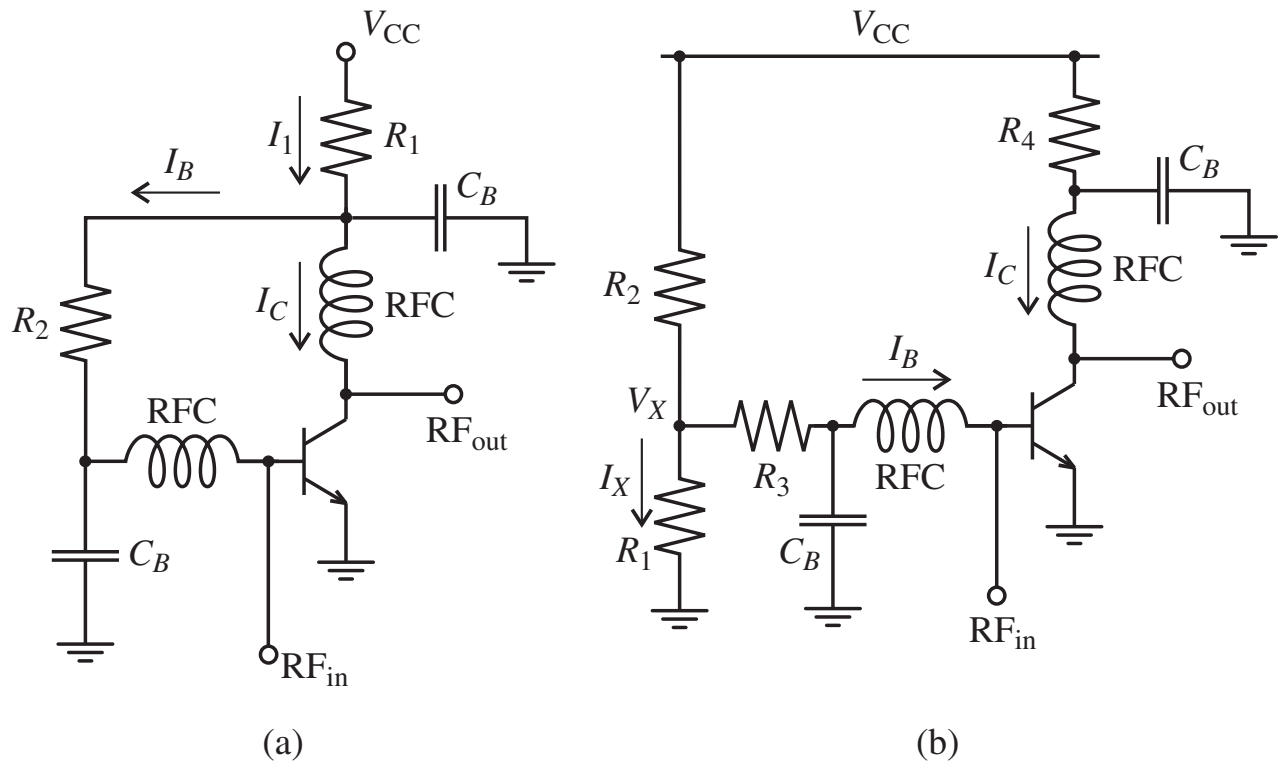 V_CC
I_1
R_1
I_B
C_B
R_2
I_C
RFC
RFC
RF_out
C_B
RF_in
(a)
V_CC
R_4
C_B
R_2
I_C
RFC
I_B
V_X
RF_out
I_X
R_3
RFC
R_1
C_B
RF_in
(b)